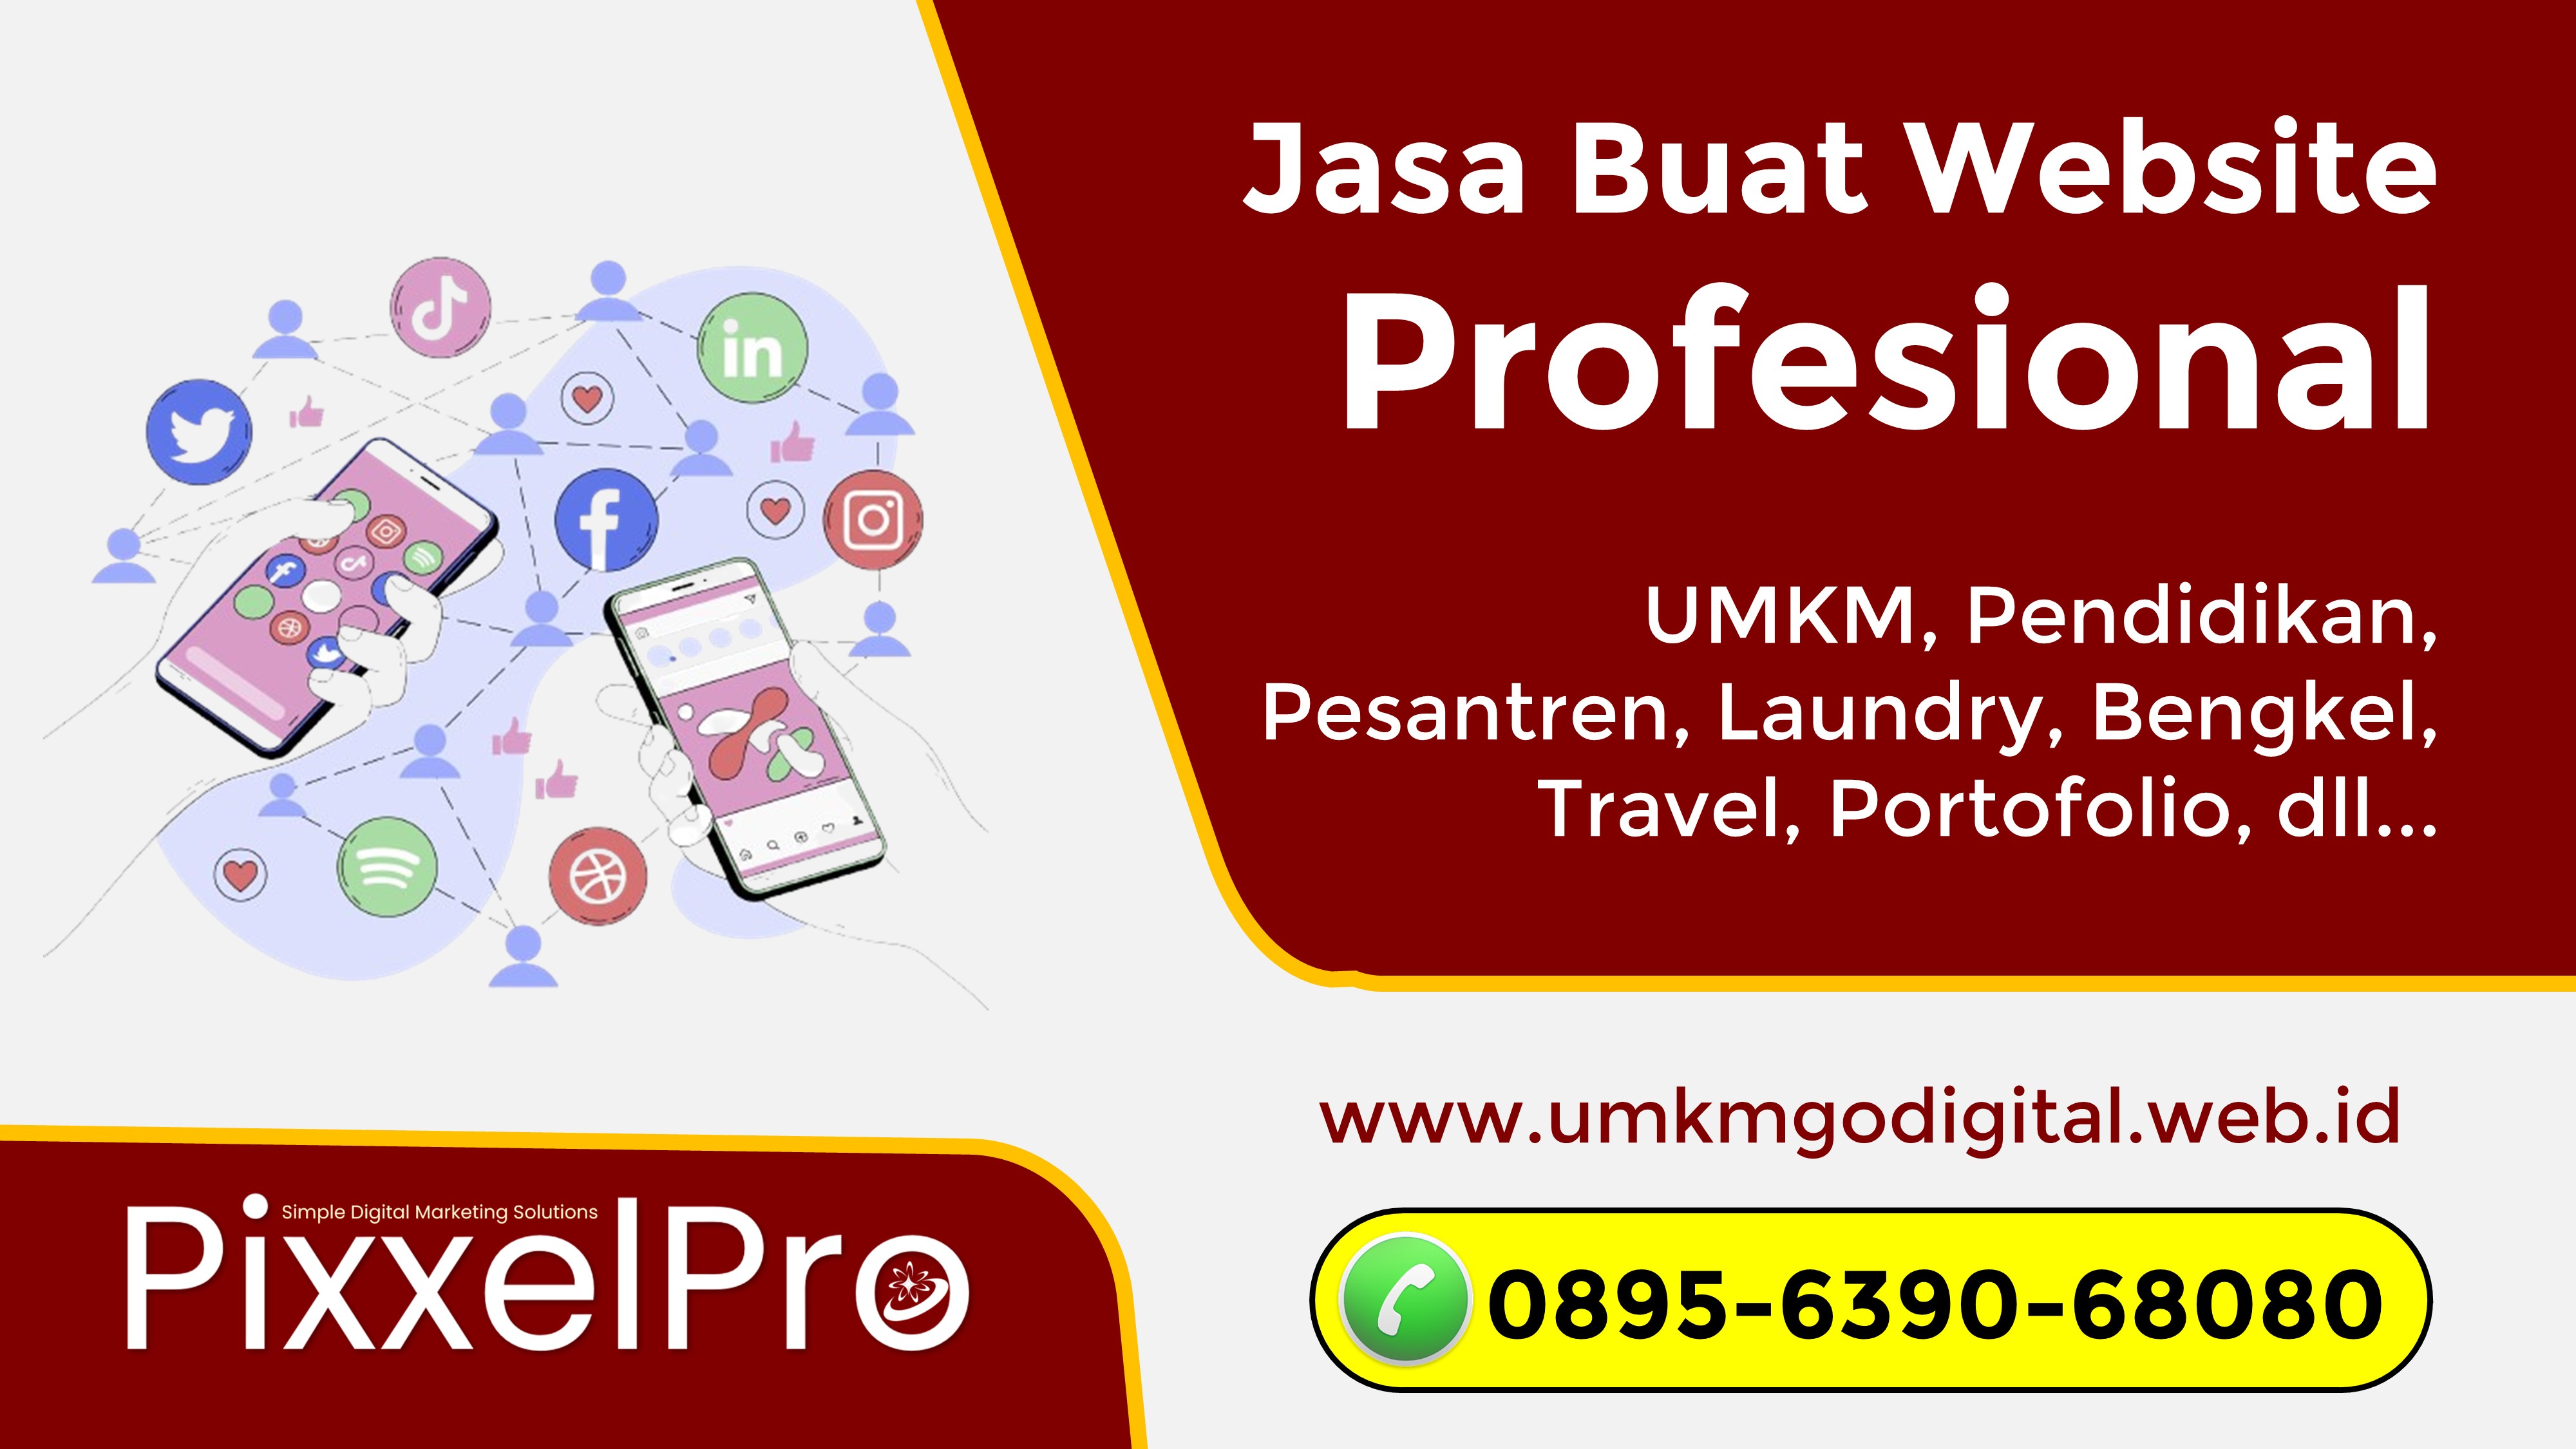 Jasa Buat Website
Profesional
UMKM, Pendidikan,
Pesantren, Laundry, Bengkel,
Travel, Portofolio, dll...
www.umkmgodigital.web.id
0895-6390-68080
Simple Digital Marketing Solutions
PixxelPro